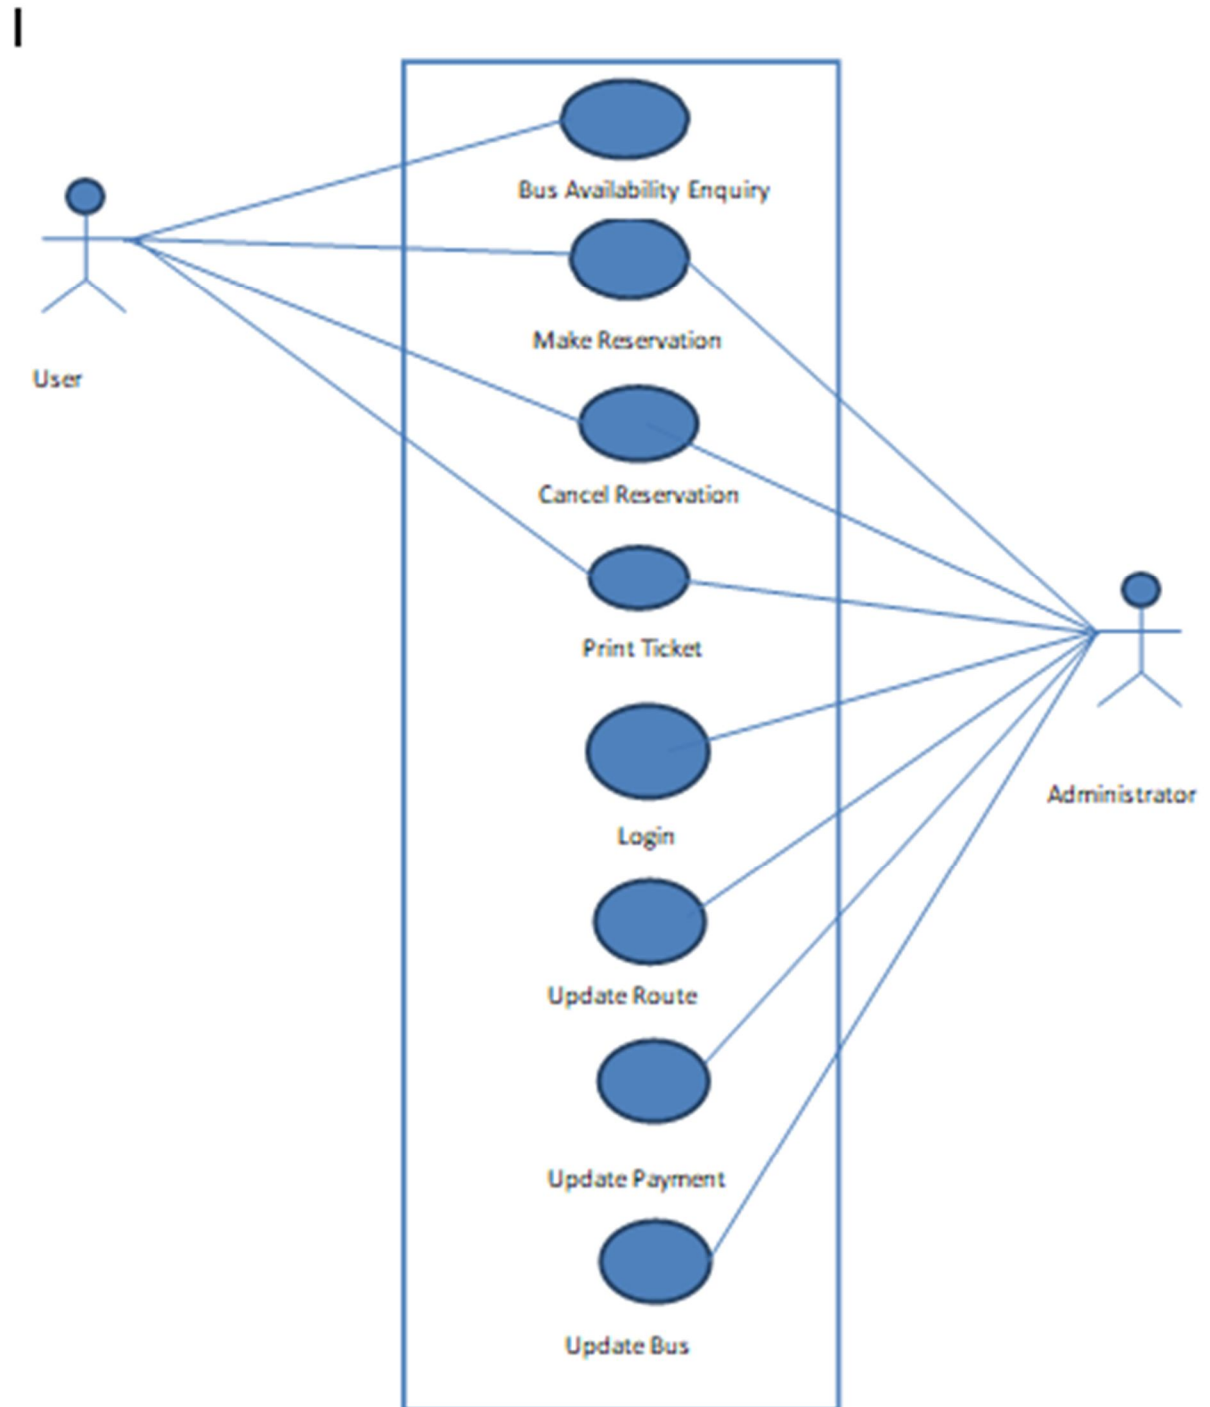 I
Bus Availability Enquiry
Make Reservation
User
Cancel Reservation
Print Ticket
Administrator
Login
Update Route
Update Payment
Update Bus